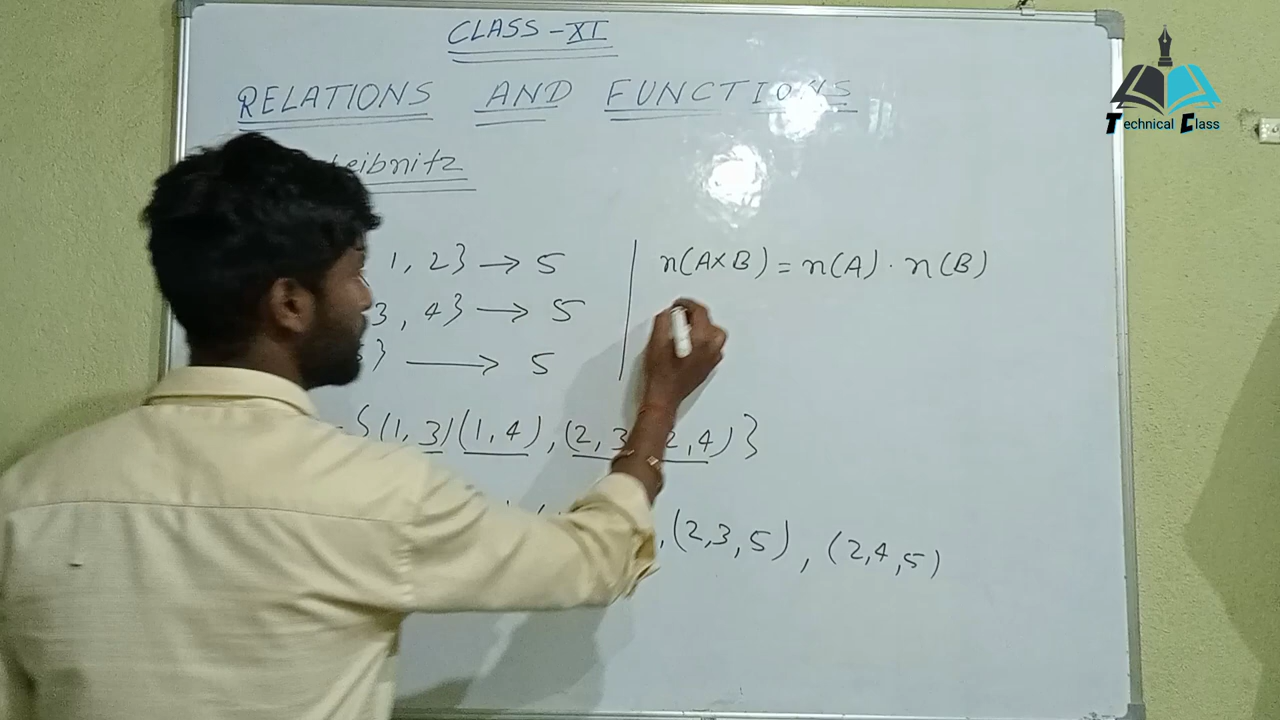 CLASS-XI
RELATIONS AND FUNCTIONS
Leibnitz
1, 2} → 5
3, 4} → 5
} → 5
n(A×B) = n(A) · n(B)
{(1, 3)(1, 4), (2, 3 2, 4)}
, (2,3,5) , (2,4,5)
Technical Class